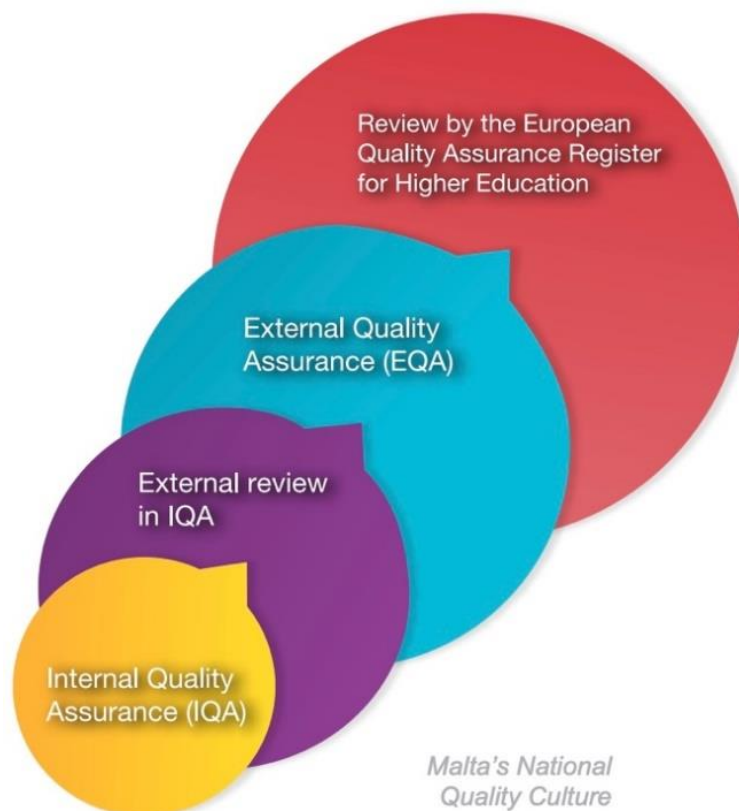 Review by the European
Quality Assurance Register
for Higher Education
External Quality
Assurance (EQA)
External review
in IQA
Internal Quality
Assurance (IQA)
Malta's National
Quality Culture